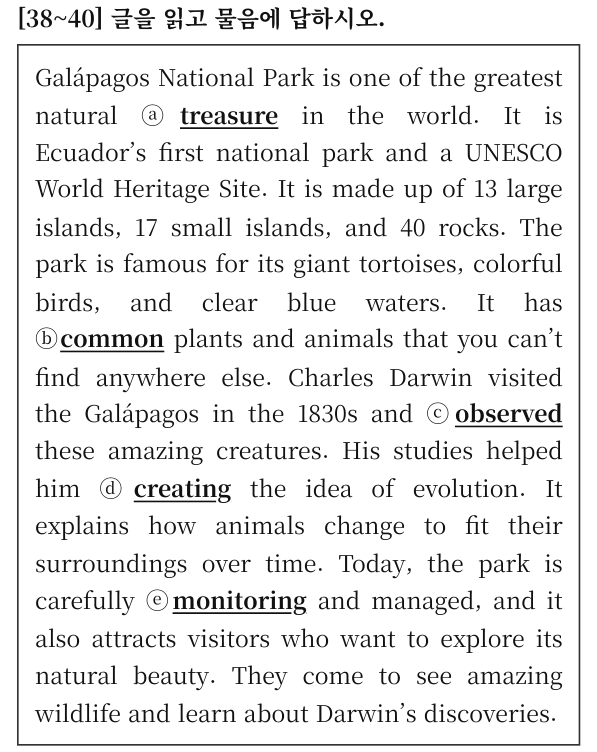 [38~40] 글을 읽고 물음에 답하시오.
Galápagos National Park is one of the greatest
natural ⓐ treasure in the world. It is
Ecuador’s first national park and a UNESCO
World Heritage Site. It is made up of 13 large
islands, 17 small islands, and 40 rocks. The
park is famous for its giant tortoises, colorful
birds, and clear blue waters. It has
ⓑcommon plants and animals that you can’t
find anywhere else. Charles Darwin visited
the Galápagos in the 1830s and ⓒ observed
these amazing creatures. His studies helped
him ⓓ creating the idea of evolution. It
explains how animals change to fit their
surroundings over time. Today, the park is
carefully ⓔ monitoring and managed, and it
also attracts visitors who want to explore its
natural beauty. They come to see amazing
wildlife and learn about Darwin’s discoveries.